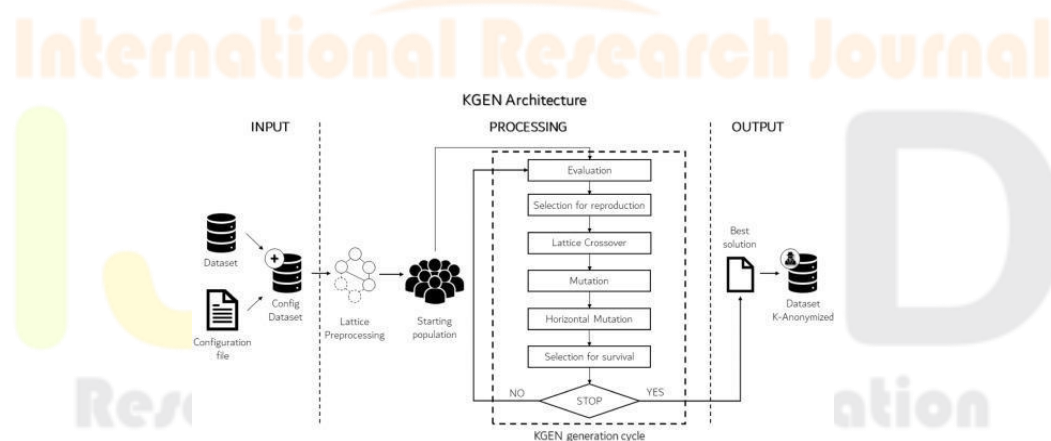 International Research Journal
KGEN Architecture
INPUT
PROCESSING
OUTPUT
Evaluation
Selection for reproduction
Lattice Crossover
Mutation
Horizontal Mutation
Selection for survival
STOP
NO
YES
KGEN generation cycle
Dataset
Configuration
file
Config
Dataset
Lattice
Preprocessing
Starting
population
Best
solution
Dataset
K-Anonymized